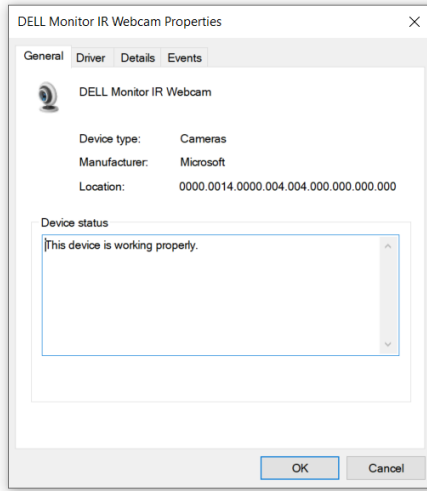 DELL Monitor IR Webcam Properties
General Driver Details Events
DELL Monitor IR Webcam
Device type: Cameras
Manufacturer: Microsoft
Location: 0000.0014.0000.004.004.000.000.000.000
Device status
This device is working properly.
OK Cancel